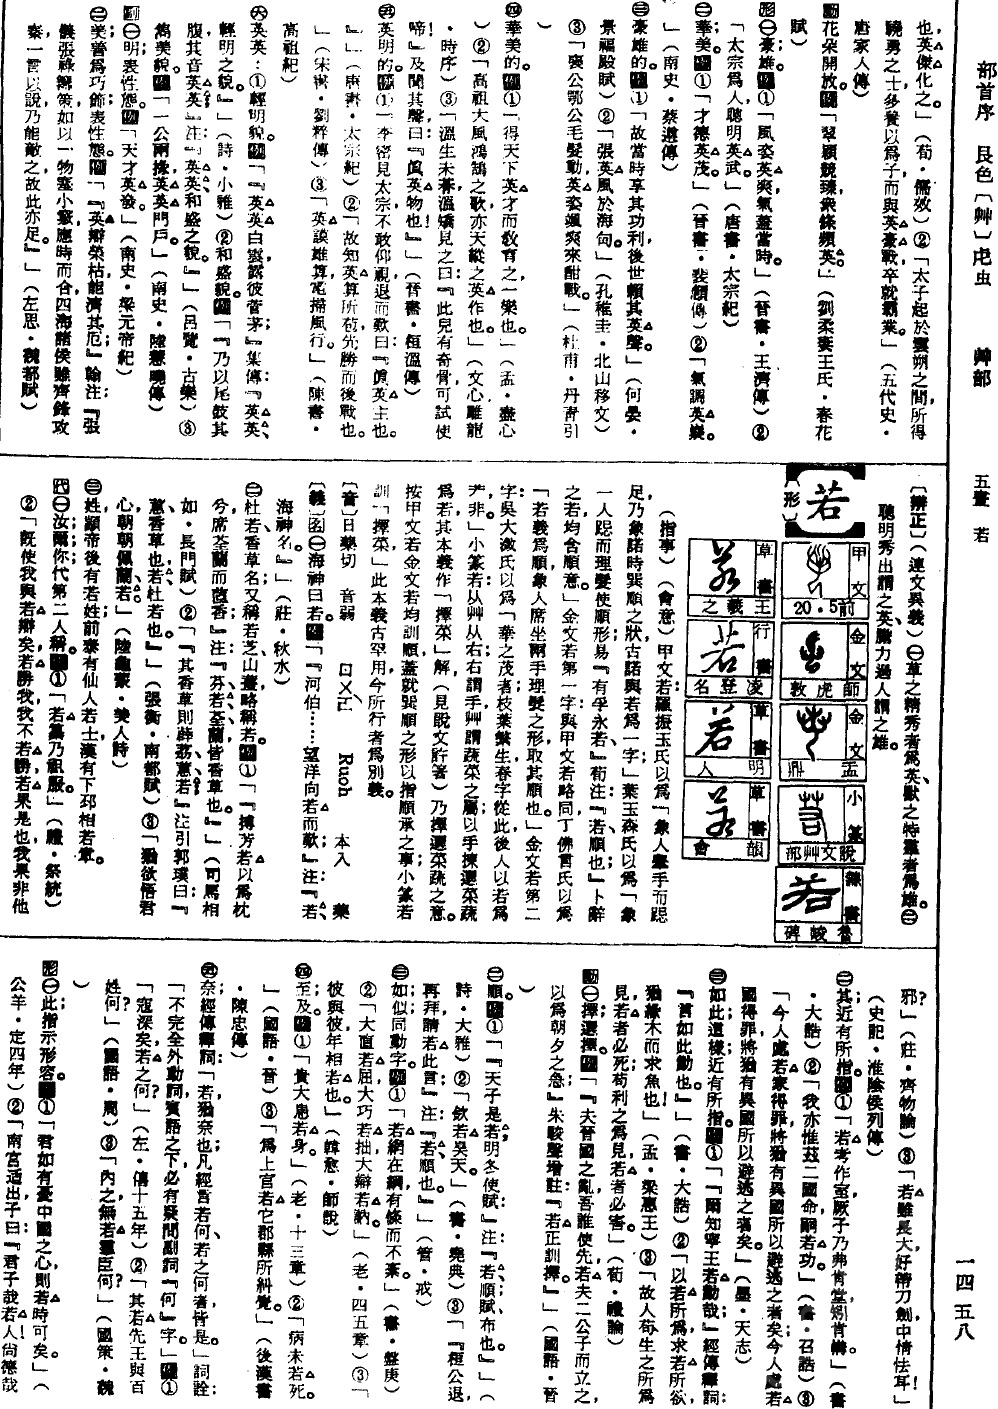 部首序 艮色〔艸〕虍虫 艸部 五畫 若 一四五八
也,英傑化之」(荀·儒效)②「太子起於雲朔之間,所得
驍勇之士,多養以爲子,而與英豪戰爭,卒就霸業。」(五代史·
唐家人傳)
動花朵開放。例「翠穎競臻,衆條頻英。」(劉柔妻王氏·春花
賦)
形㊀豪雄。例①「風姿英爽,氣蓋當時。」(晉書·王濟傳)②
「太宗爲人聰明英武。」(唐書·太宗紀)
㊁華美。例①「才德英茂。」(晉書·裴頠傳)②「氣調英嶷。
」(南史·蔡遵傳)
㊂豪雄的。例①「故當時享其功利,後世賴其英聲。」(何晏·
景福殿賦)②「張英風於海甸。」(孔稚圭·北山移文)
③「褒公鄂公毛髮動,英姿颯爽來酣戰。」(杜甫·丹青引
)
㊃華美的。例①「得天下英才而敎育之,一樂也。」(孟·盡心
)②「高祖大風鴻鵠之歌,亦天縱之英作也。」(文心雕龍
·時序)③「溫生未朞,溫嶠見之,曰:『此兒有奇骨,可試使
啼。』及聞其聲曰:『眞英物也!』」(晉書·桓溫傳)
㊄英明的。例①「李密見太宗,不敢仰視,退而歎曰:『眞英主也。
』」(唐書·太宗紀)②「故知英算所苞,先勝而後戰也。
」(宋書·劉粹傳)③「英謨雄算,電掃風行。」(陳書·
高祖紀)
㊅英英:①輕明貌。例「『英英白雲,露彼菅茅。』集傳:『英英,
輕明之貌。』」(詩·小雅)②和盛貌。例「『乃以尾鼓其
腹,其音英英。』注:『英英,和盛之貌。』」(呂覽·古樂)③
雋美貌。例「一公兩掾,英英門戶。」(南史·陸慧曉傳)
副㊀明表性態。例「天才英發。」(南史·梁元帝紀)
㊁美善爲巧,飾表性態。例「『英辯榮枯,能濟其厄。』翰注:『張
儀張祿,辯策如以一物塞小竅,應時而合,四海諸侯雖齊鋒攻
秦,一言以說,乃能敵之,故此亦足。』」(左思·魏都賦)
〔辯正〕(連文異義)㊀草之精秀者爲英,獸之特羣者爲雄。㊁
聰明秀出謂之英,膽力過人謂之雄。
形 若
甲文 前5·20
金文 師虎敦
金文 盂鼎
小篆 說文艸部
隸書 魯峻碑
草書 王羲之
行書 凌登名
草書 明人
草書 韻會
(指事)(會意)甲文若:羅振玉氏以爲「象人擧手而跽
足,乃象諾時巽順之狀,古諾與若爲一字。」葉玉森氏以爲「象
一人跽而理髮使順形,易『有孚永若。』荀注:『若,順也。』卜辭
之若,均含順意。」金文若第一字與甲文若略同,丁佛言氏以爲
「若義爲順,象人席坐,兩手理髮之形,取其順也。」金文若第二
字,吳大澂氏以爲「華之茂者枝葉繁生,舂字從此,後人以若爲
䒑,非。」小篆若:从艸从右,右謂手,艸謂蔬菜之屬,以手揀選菜蔬
爲若,其本義作「擇菜」解(見說文許箸)乃擇選菜蔬之意。
按甲文若金文若均訓順,蓋就巽順之形以指順承之事;小篆若
訓「擇菜」,此本義古罕用,今所行者爲別義。
〔音〕日藥切 音弱 ㄖㄨㄛˋ Ruoh 本入 藥
〔義〕名㊀海神曰若。例「『河伯……望洋向若而歎。』注:『若,
海神名。』」(莊·秋水)
㊁杜若,香草名,又稱若芝,山薑略稱若。例①「搏芳若以爲枕
兮,席荃蘭而茝香。』注:『芬若荃蘭皆香草也。』」(司馬相
如·長門賦)②「『其香草則薜荔蕙若。』注引郭璞曰:『
蕙,香草也,若,杜若也。』」(張衡·南都賦)③「猶欲悟君
心,朝朝佩蘭若。」(陸龜蒙·美人詩)
㊂姓,顓帝後有若姓,前秦有仙人若士,漢有下邳相若章。
代㊀汝、爾、你,代第二人稱。例①「若纂乃祖服。」(禮·祭統)
②「旣使我與若辯矣,若勝我,我不若勝,若果是也,我果非他
邪?」(莊·齊物論)③「若雖長大,好帶刀劍,中情怯耳。」
(史記·淮陰侯列傳)
㊁其,近有所指。例①「若考作室,厥子乃弗肯堂,矧肯構。」(書
·大誥)②「我亦惟茲二國命,嗣若功。」(書·召誥)③
「今人處若家得罪,將猶有異國,所以避逃之者矣;今人處若
國得罪,將猶有異國所以避逃之者矣。」(墨·天志)
㊂如此,這樣,近有所指。例①「『爾知寧王若勤哉。』經傳釋詞:
『言如此勤也。』」(書·大誥)②「以若所爲,求若所欲,
猶緣木而求魚也!」(孟·梁惠王)③「故人苟生之所爲
見,若者必死;苟利之爲見,若者必害。」(荀·禮論)
動㊀擇,選擇。例「『夫晉國之亂,吾誰使先,若夫二公子而立之,
以爲朝夕之急。』朱駿聲增註:『若,正訓擇。』」(國語·晉
)
㊁順。例①「『天子是若,明冬使賦。』注:『若,順;賦,布也。』」(
詩·大雅)②「欽若昊天。」(書·堯典)③「『桓公退,
再拜請若此言。』注:『若,順也。』」(管·戒)
㊂如,似,同動字。例①「若網在綱,有條而不紊。」(書·盤庚)
②「大直若屈,大巧若拙,大辯若訥。」(老·四五章)③「
彼與彼年相若也。」(韓愈·師說)
㊃至,及。例①「貴大患若身。」(老·十三章)②「病未若死。
」(國語·晉)③「爲上官若它郡縣所糾覺。」(後漢書
·陳忠傳)
㊄奈,經傳釋詞:「若,猶奈也,凡經言若何、若之何者皆是。」詞詮:
「不完全外動詞,賓語之下必有疑問副詞『何』字。」例①
「寇深矣,若之何?」(左·僖十五年)②「其若先王與百
姓何?」(國語·周)③「內之無若羣臣何?」(國策·魏
)
形㊀此,指示形容。例①「君如有憂中國之心,則若時可矣。」(
公羊·定四年)②「南宮适出,子曰:『君子哉若人!尙德哉